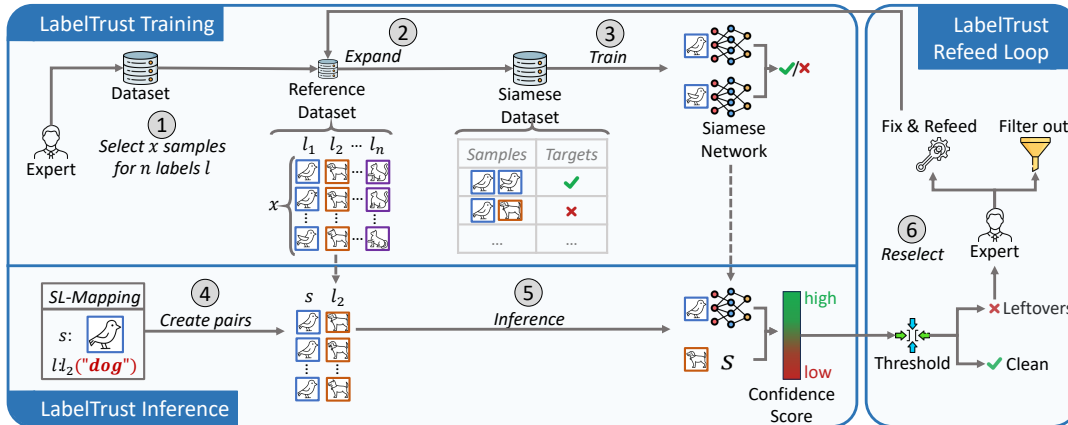 LabelTrust Training
LabelTrust
Refeed Loop
Dataset
1
Select x samples
for n labels l
Expert
2
Expand
Reference
Dataset
l₁ l₂ ... lₙ
x
...
...
...
3
Train
Siamese
Dataset
Samples Targets
... ...
/
Siamese
Network
Fix & Refeed
Filter out
Expert
6
Reselect
Leftovers
Clean
Threshold
SL-Mapping
s:
l:l₂("dog")
4
Create pairs
s l₂
5
Inference
S
high
low
Confidence
Score
LabelTrust Inference